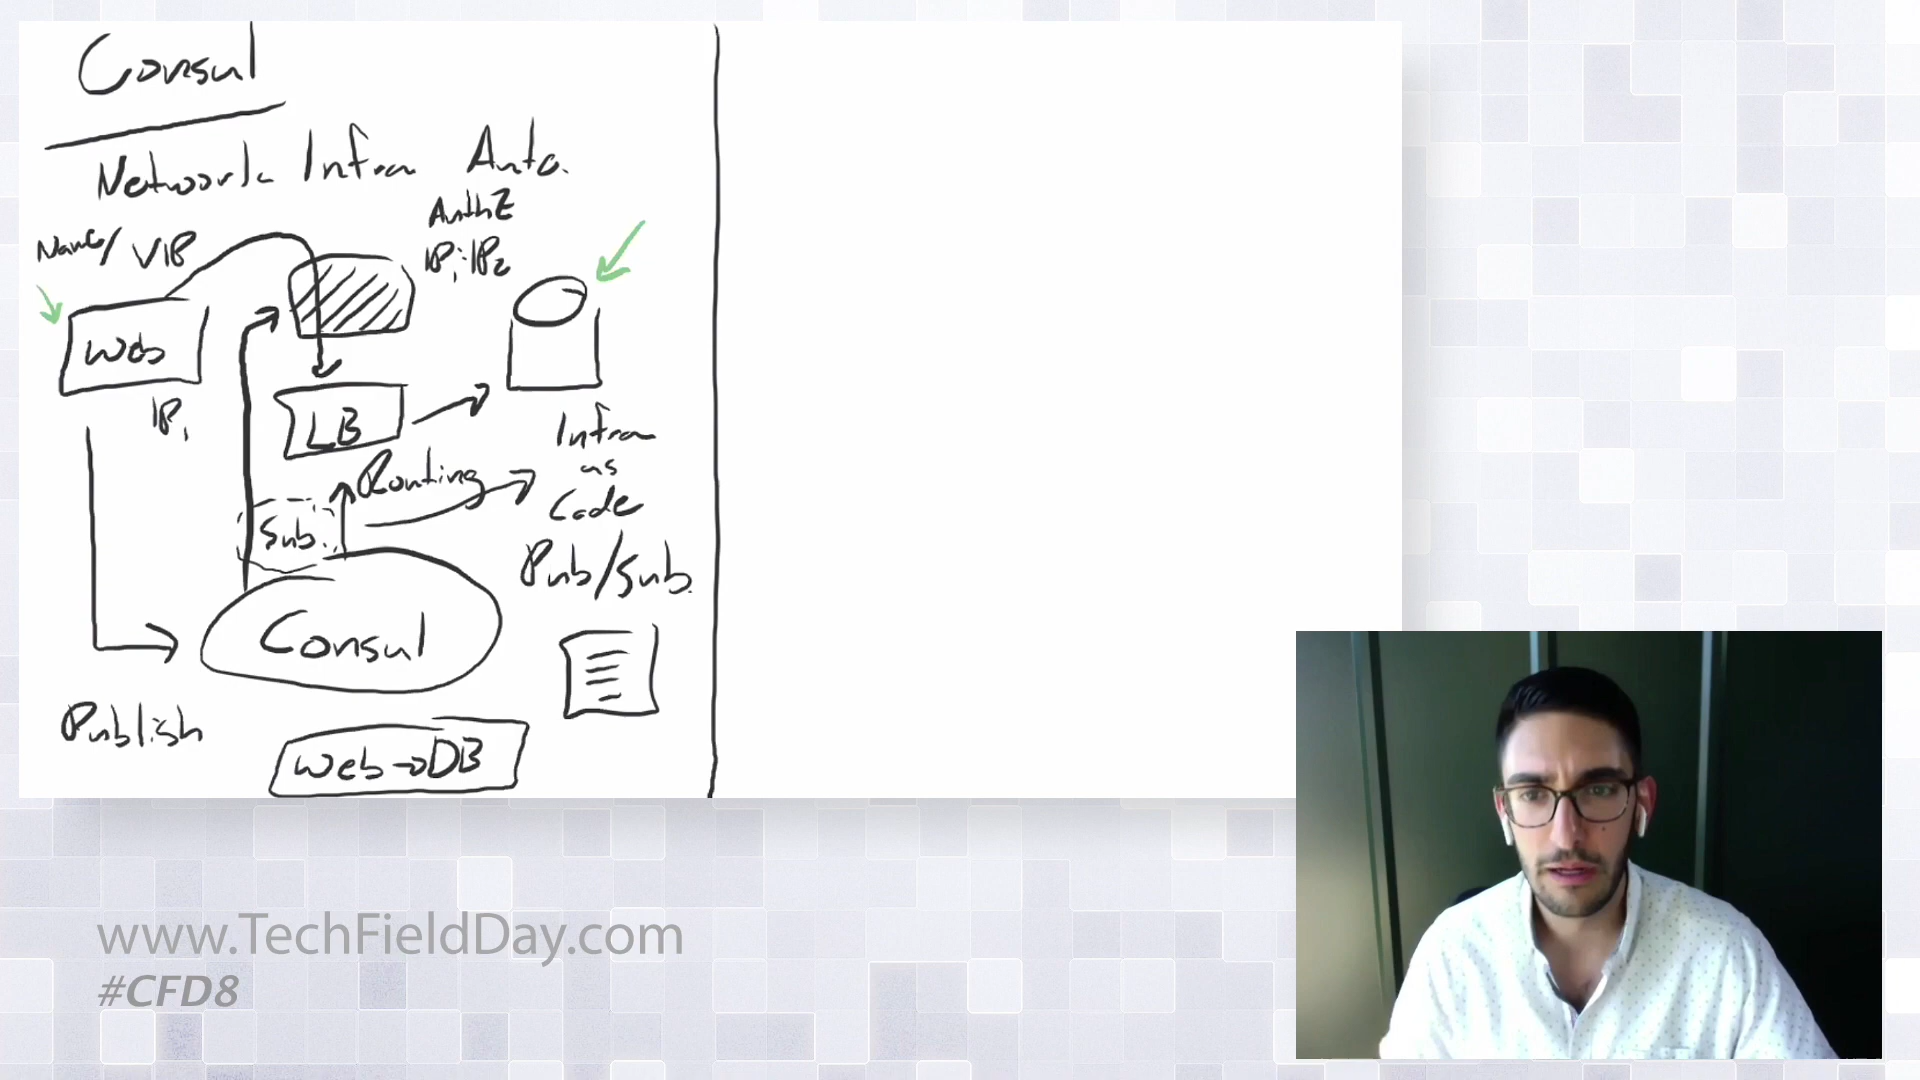 Consul
Network Infra Auto.
AuthZ
IP₁:IP₂
Name/ VIP
Web
IP₁
LB
Routing
Infra
as
Code
Sub.
Pub/Sub.
Consul
Publish
Web→DB
www.TechFieldDay.com
#CFD8